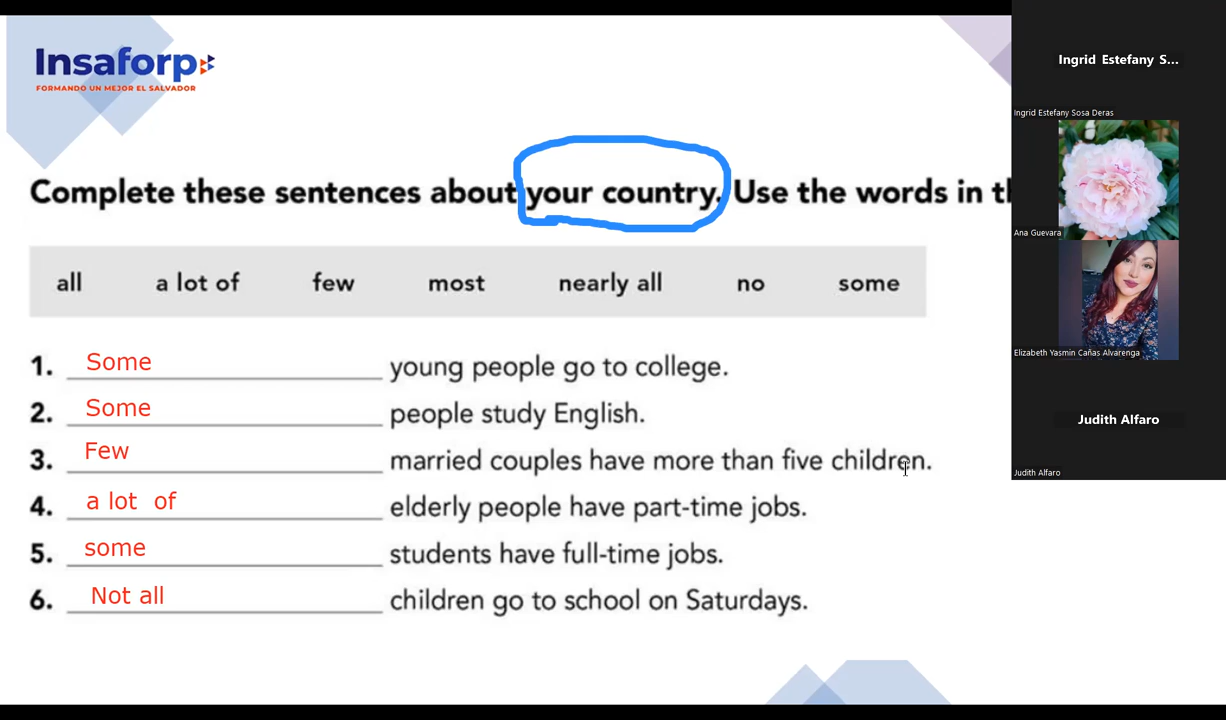 Insaforp
FORMANDO UN MEJOR EL SALVADOR
Complete these sentences about your country. Use the words in
all a lot of few most nearly all no some
1. Some young people go to college.
2. Some people study English.
3. Few married couples have more than five children.
4. a lot of elderly people have part-time jobs.
5. some students have full-time jobs.
6. Not all children go to school on Saturdays.
Ingrid Estefany S...
Ingrid Estefany Sosa Deras
Ana Guevara
Elizabeth Yasmin Cañas Alvarenga
Judith Alfaro
Judith Alfaro